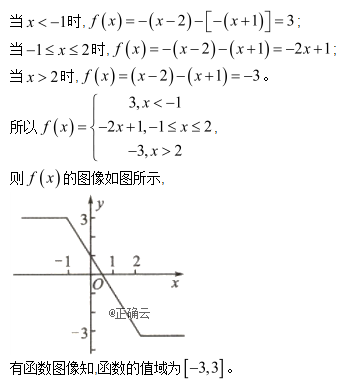 当x<-1时,f(x)=-(x-2)-[-(x+1)]=3;
当-1≤x≤2时,f(x)=-(x-2)-(x+1)=-2x+1;
当x>2时,f(x)=(x-2)-(x+1)=-3。
所以f(x)={3,x<-1
-2x+1,-1≤x≤2,
-3,x>2
则f(x)的图像如图所示,
y
3
-1 1 2
O x
@正确云
-3
有函数图像知,函数的值域为[-3,3]。